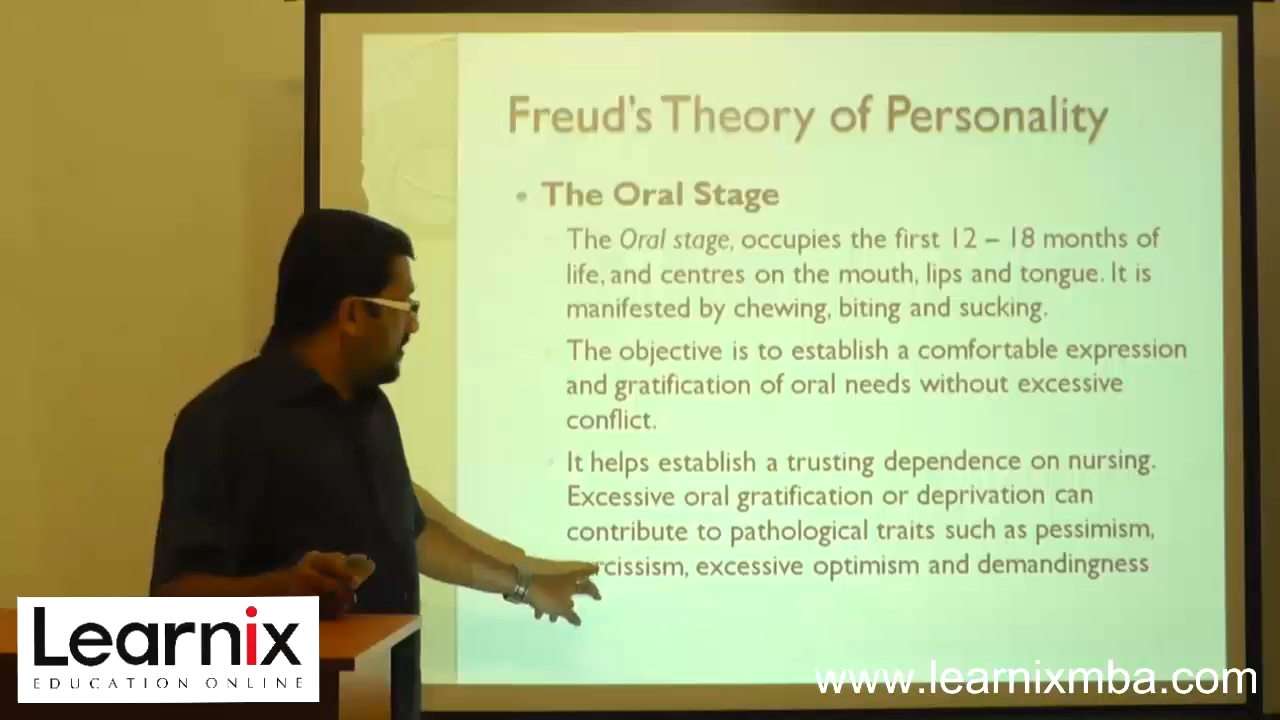 Freud's Theory of Personality
The Oral Stage
The Oral stage, occupies the first 12 – 18 months of
life, and centres on the mouth, lips and tongue. It is
manifested by chewing, biting and sucking.
The objective is to establish a comfortable expression
and gratification of oral needs without excessive
conflict.
It helps establish a trusting dependence on nursing.
Excessive oral gratification or deprivation can
contribute to pathological traits such as pessimism,
rcissism, excessive optimism and demandingness
Learnix
EDUCATION ONLINE
www.learnixmba.com